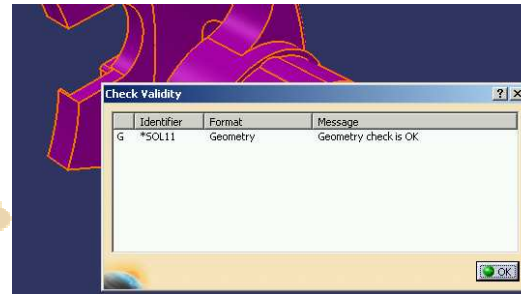 Check Validity
Identifier Format Message
G *SOL11 Geometry Geometry check is OK
OK